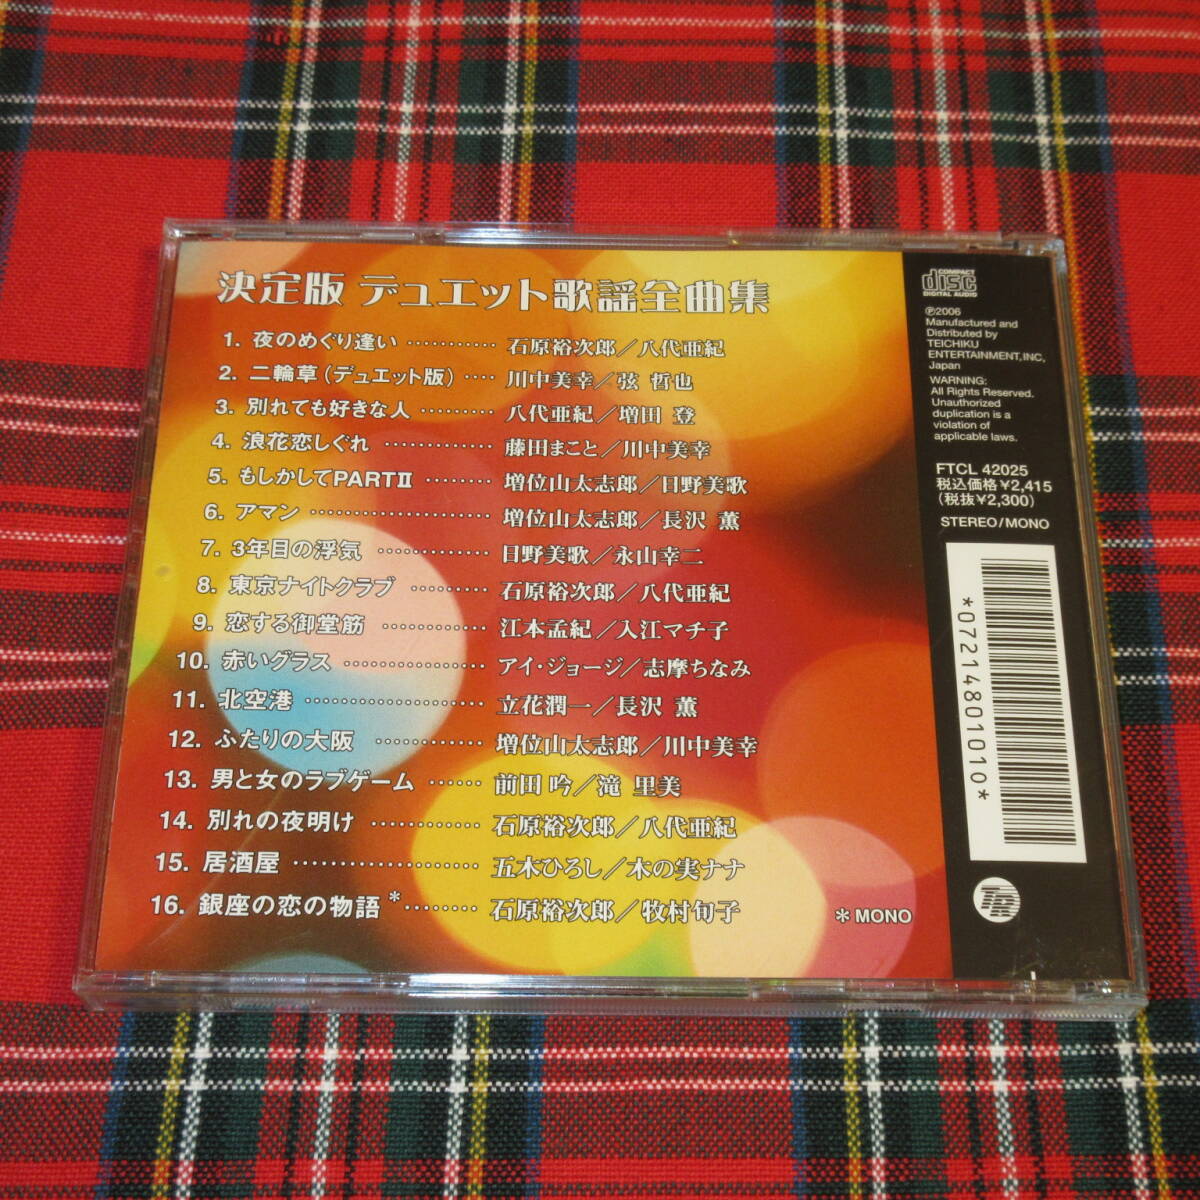 決定版 デュエット歌謡全曲集
1. 夜のめぐり逢い ………… 石原裕次郎／八代亜紀
2. 二輪草（デュエット版）…… 川中美幸／弦 哲也
3. 別れても好きな人 ……… 八代亜紀／増田 登
4. 浪花恋しぐれ ………… 藤田まこと／川中美幸
5. もしかしてPARTⅡ ……… 増位山太志郎／日野美歌
6. アマン ……………… 増位山太志郎／長沢 薫
7. 3年目の浮気 ………… 日野美歌／永山幸二
8. 東京ナイトクラブ ……… 石原裕次郎／八代亜紀
9. 恋する御堂筋 ………… 江本孟紀／入江マチ子
10. 赤いグラス …………… アイ・ジョージ／志摩ちなみ
11. 北空港 ……………… 立花潤一／長沢 薫
12. ふたりの大阪 ………… 増位山太志郎／川中美幸
13. 男と女のラブゲーム …… 前田 吟／滝 里美
14. 別れの夜明け ………… 石原裕次郎／八代亜紀
15. 居酒屋 ……………… 五木ひろし／木の実ナナ
16. 銀座の恋の物語＊ ……… 石原裕次郎／牧村旬子
＊MONO
COMPACT
disc
DIGITAL AUDIO
℗2006
Manufactured and
Distributed by
TEICHIKU
ENTERTAINMENT,INC,
Japan
WARNING:
All Rights Reserved.
Unauthorized
duplication is a
violation of
applicable laws.
FTCL 42025
税込価格¥2,415
（税抜¥2,300）
STEREO/MONO
*0721480101010*